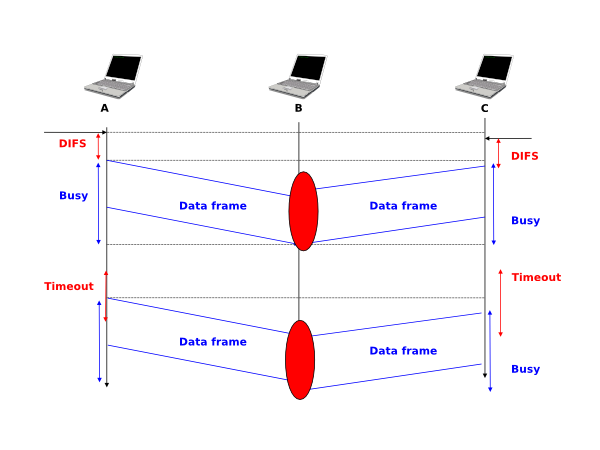 A
B
C
DIFS
DIFS
Busy
Data frame
Data frame
Busy
Timeout
Timeout
Data frame
Data frame
Busy